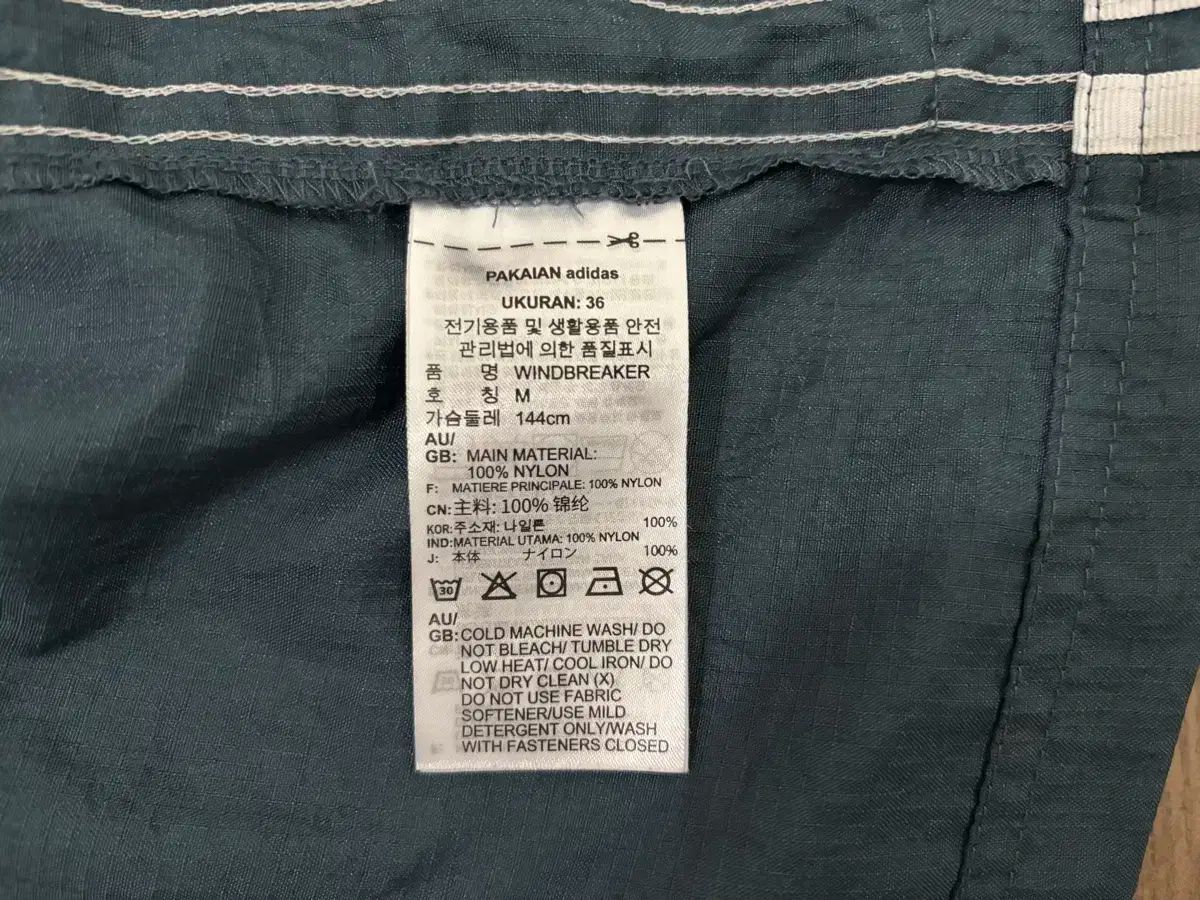 PAKAIAN adidas
UKURAN: 36
전기용품 및 생활용품 안전
관리법에 의한 품질표시
품 명 WINDBREAKER
호 칭 M
가슴둘레 144cm
AU/
GB: MAIN MATERIAL:
100% NYLON
F: MATIERE PRINCIPALE: 100% NYLON
CN: 主料: 100% 锦纶
KOR: 주소재: 나일론 100%
IND: MATERIAL UTAMA: 100% NYLON
J: 本体 ナイロン 100%
30
AU/
GB: COLD MACHINE WASH/ DO
NOT BLEACH/ TUMBLE DRY
LOW HEAT/ COOL IRON/ DO
NOT DRY CLEAN (X)
DO NOT USE FABRIC
SOFTENER/USE MILD
DETERGENT ONLY/WASH
WITH FASTENERS CLOSED